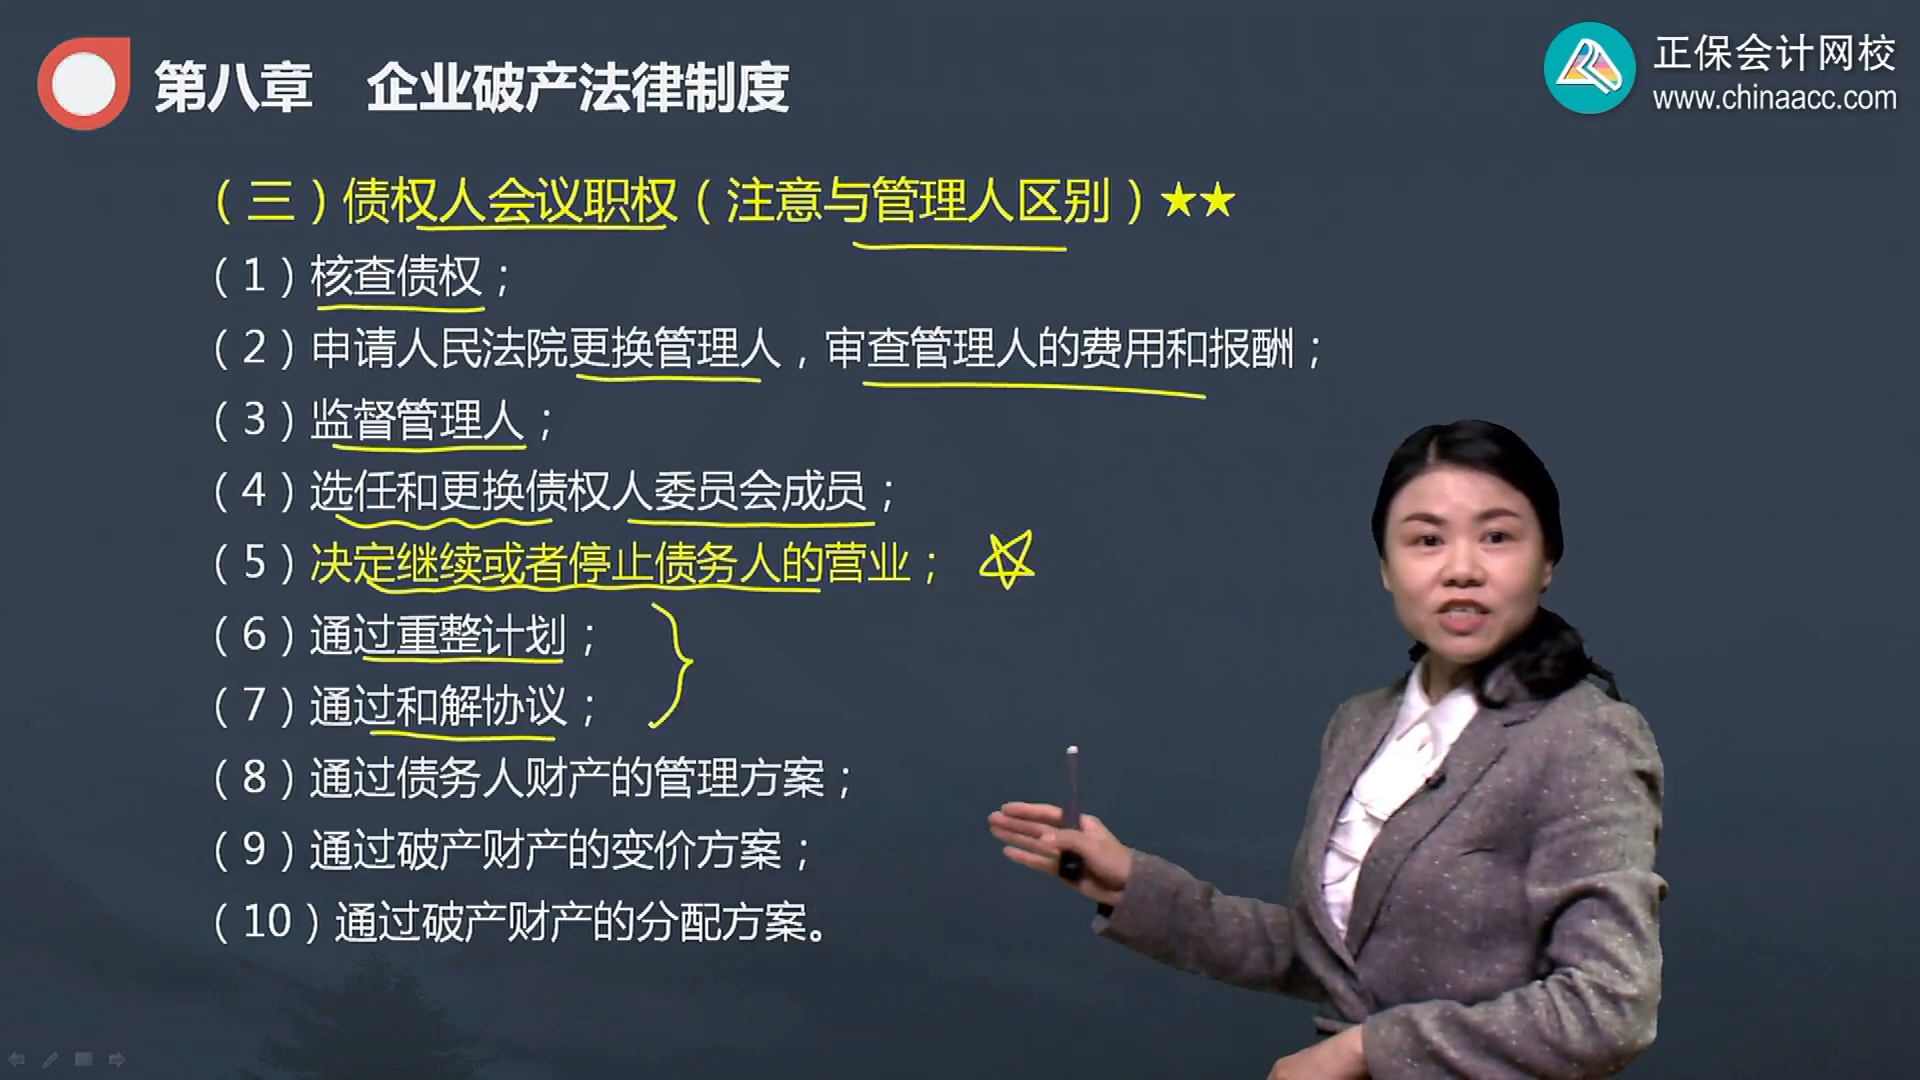 第八章 企业破产法律制度
正保会计网校
www.chinaacc.com
（三）债权人会议职权（注意与管理人区别）★★
（1）核查债权；
（2）申请人民法院更换管理人，审查管理人的费用和报酬；
（3）监督管理人；
（4）选任和更换债权人委员会成员；
（5）决定继续或者停止债务人的营业；
（6）通过重整计划；
（7）通过和解协议；
（8）通过债务人财产的管理方案；
（9）通过破产财产的变价方案；
（10）通过破产财产的分配方案。